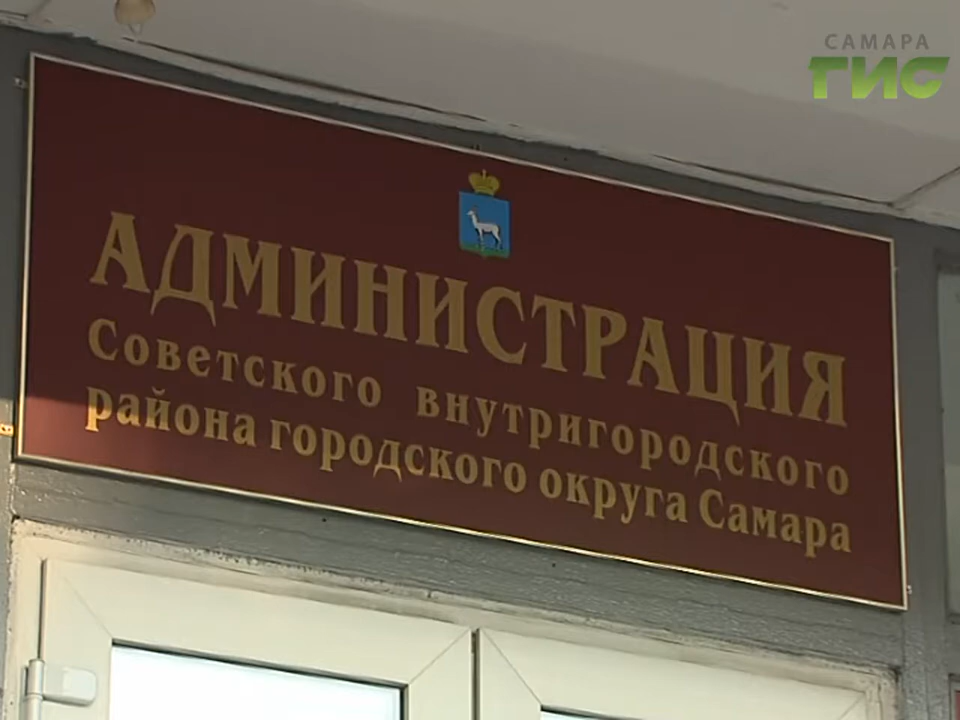 САМАРА
ГИС
АДМИНИСТРАЦИЯ
Советского внутригородского
района городского округа Самара